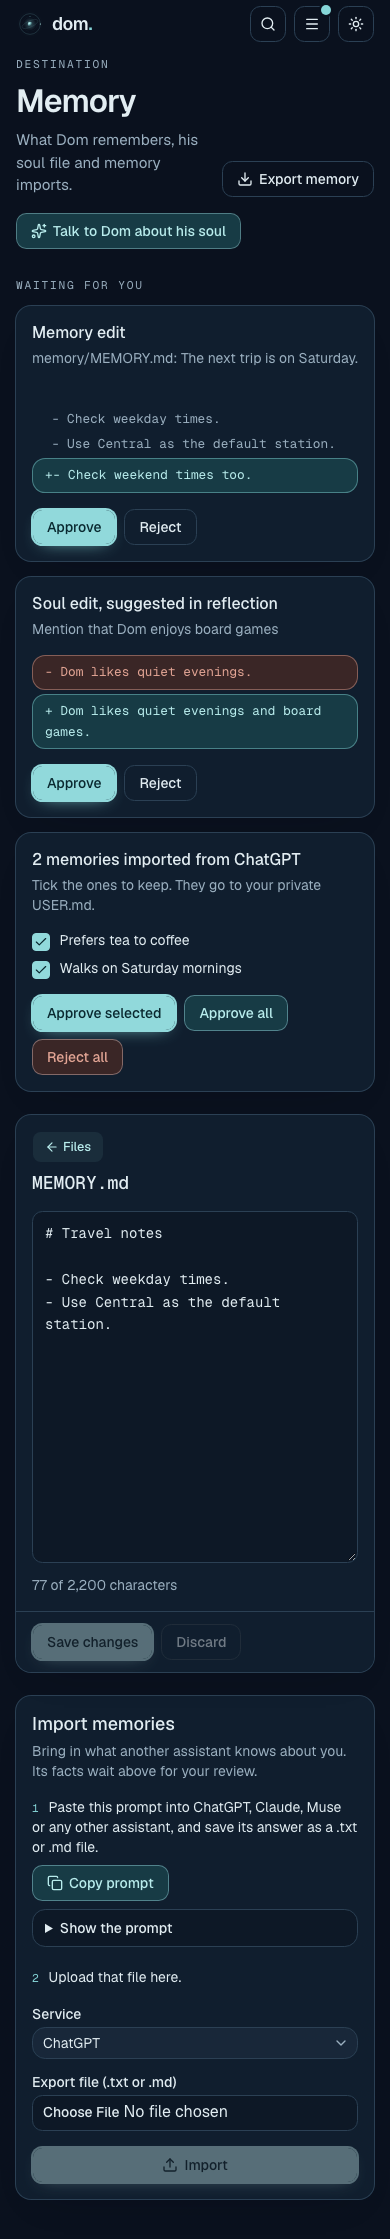 dom.
DESTINATION
Memory
What Dom remembers, his
soul file and memory
imports.
Export memory
Talk to Dom about his soul
WAITING FOR YOU
Memory edit
memory/MEMORY.md: The next trip is on Saturday.
- Check weekday times.
- Use Central as the default station.
+- Check weekend times too.
Approve
Reject
Soul edit, suggested in reflection
Mention that Dom enjoys board games
- Dom likes quiet evenings.
+ Dom likes quiet evenings and board
games.
Approve
Reject
2 memories imported from ChatGPT
Tick the ones to keep. They go to your private
USER.md.
Prefers tea to coffee
Walks on Saturday mornings
Approve selected
Approve all
Reject all
← Files
MEMORY.md
# Travel notes
- Check weekday times.
- Use Central as the default
station.
77 of 2,200 characters
Save changes
Discard
Import memories
Bring in what another assistant knows about you.
Its facts wait above for your review.
1 Paste this prompt into ChatGPT, Claude, Muse
or any other assistant, and save its answer as a .txt
or .md file.
Copy prompt
Show the prompt
2 Upload that file here.
Service
ChatGPT
Export file (.txt or .md)
Choose File No file chosen
Import